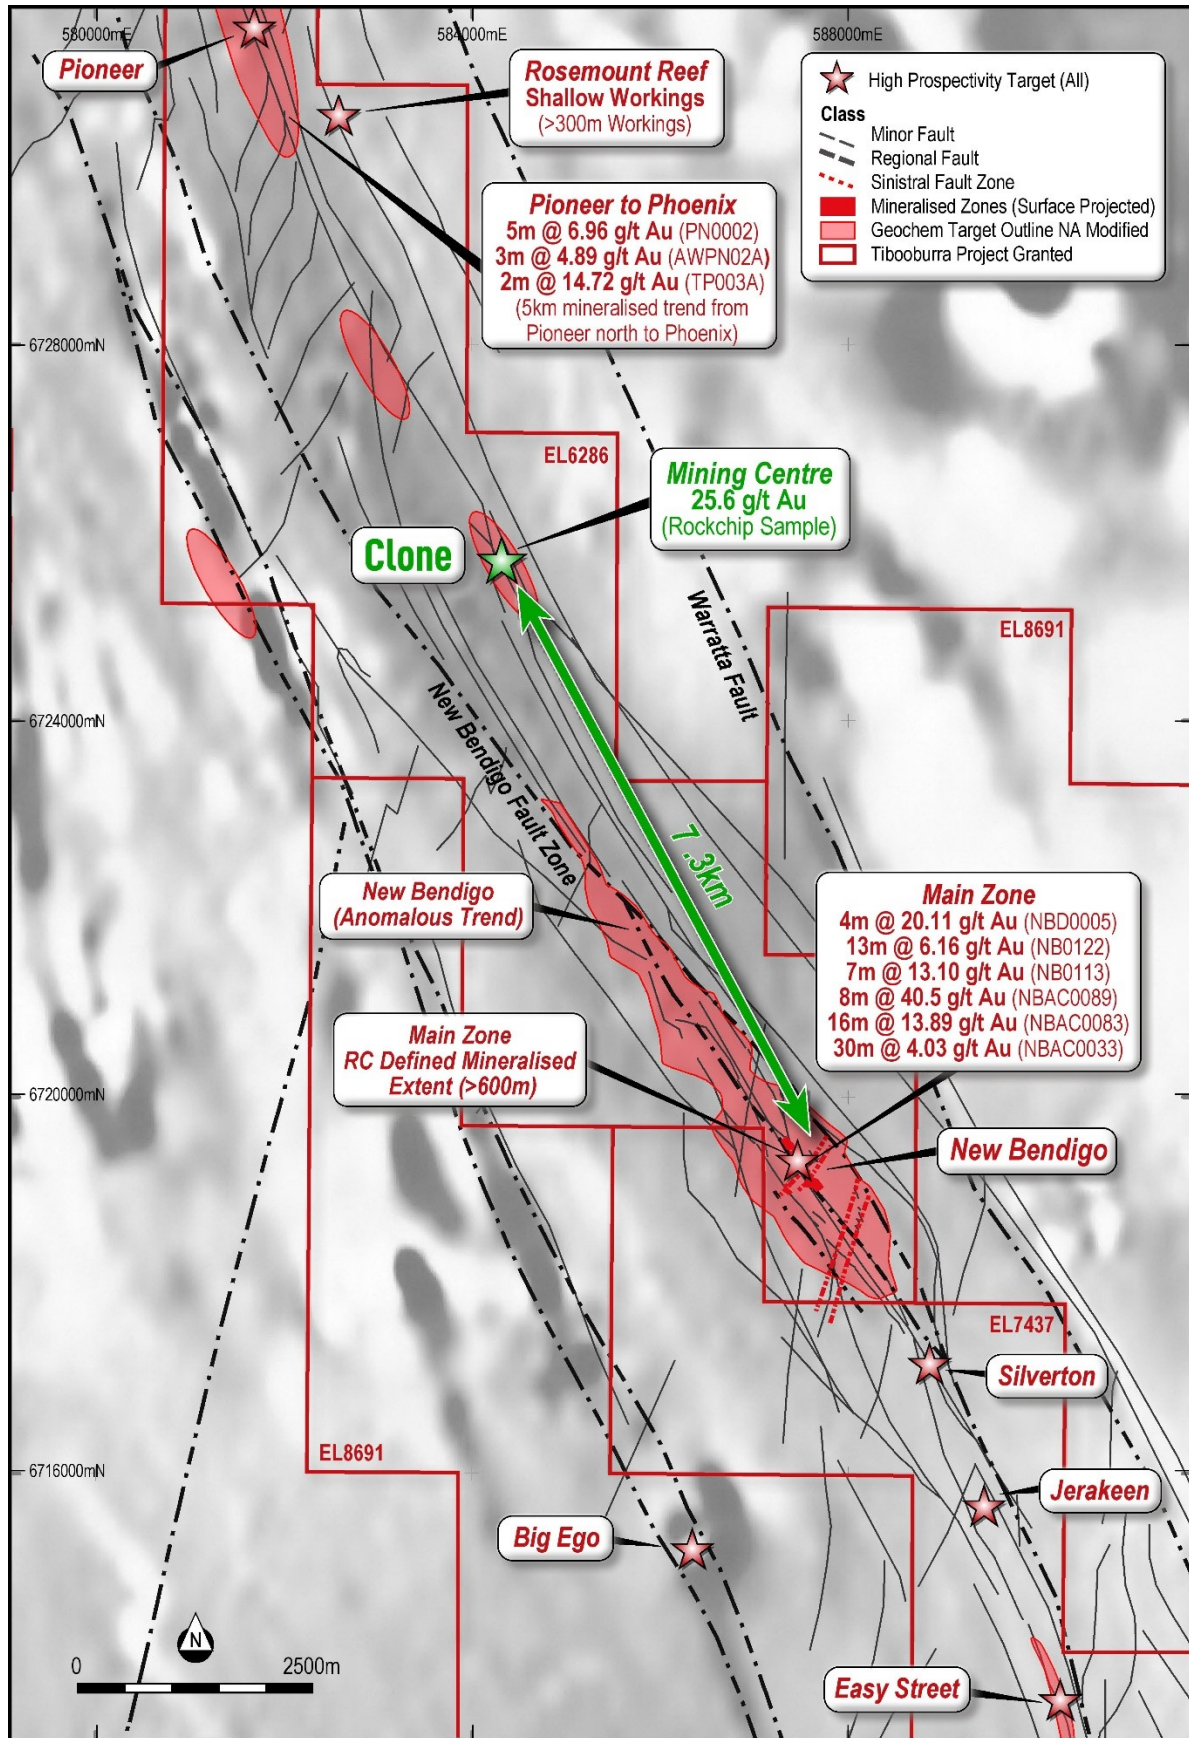 580000mE
584000mE
588000mE
Pioneer
Rosemount Reef
Shallow Workings
(>300m Workings)
High Prospectivity Target (All)
Class
Minor Fault
Regional Fault
Sinistral Fault Zone
Mineralised Zones (Surface Projected)
Geochem Target Outline NA Modified
Tibooburra Project Granted
Pioneer to Phoenix
5m @ 6.96 g/t Au (PN0002)
3m @ 4.89 g/t Au (AWPN02A)
2m @ 14.72 g/t Au (TP003A)
(5km mineralised trend from
Pioneer north to Phoenix)
6728000mN
EL6286
Mining Centre
25.6 g/t Au
(Rockchip Sample)
Clone
Warratta Fault
EL8691
6724000mN
New Bendigo Fault Zone
7.3km
New Bendigo
(Anomalous Trend)
Main Zone
4m @ 20.11 g/t Au (NBD0005)
13m @ 6.16 g/t Au (NB0122)
7m @ 13.10 g/t Au (NB0113)
8m @ 40.5 g/t Au (NBAC0089)
16m @ 13.89 g/t Au (NBAC0083)
30m @ 4.03 g/t Au (NBAC0033)
Main Zone
RC Defined Mineralised
Extent (>600m)
6720000mN
New Bendigo
EL7437
Silverton
EL8691
6716000mN
Jerakeen
Big Ego
N
0
2500m
Easy Street